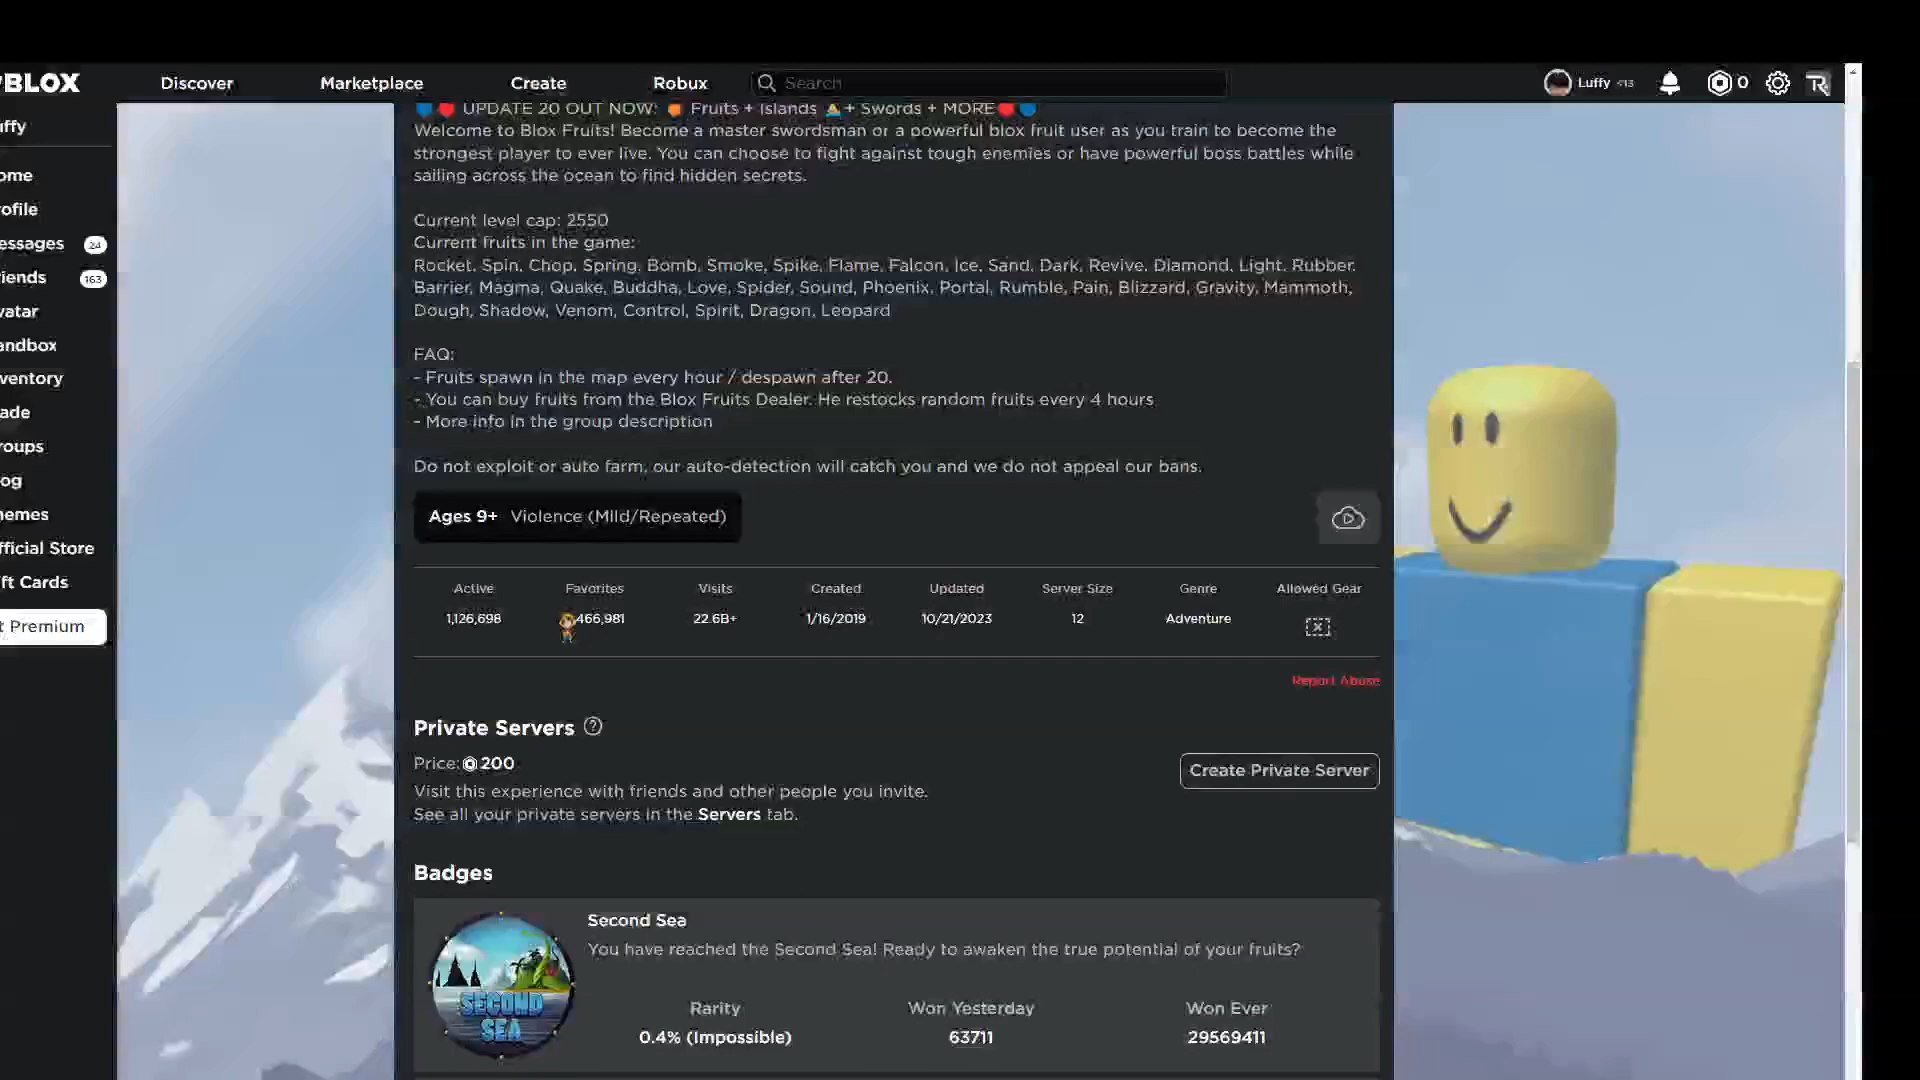 BLOX
Discover
Marketplace
Create
Robux
Search
Luffy <13
0
UPDATE 20 OUT NOW: Fruits + Islands + Swords + MORE
Welcome to Blox Fruits! Become a master swordsman or a powerful blox fruit user as you train to become the
strongest player to ever live. You can choose to fight against tough enemies or have powerful boss battles while
sailing across the ocean to find hidden secrets.
Current level cap: 2550
Current fruits in the game:
Rocket, Spin, Chop, Spring, Bomb, Smoke, Spike, Flame, Falcon, Ice, Sand, Dark, Revive, Diamond, Light, Rubber,
Barrier, Magma, Quake, Buddha, Love, Spider, Sound, Phoenix, Portal, Rumble, Pain, Blizzard, Gravity, Mammoth,
Dough, Shadow, Venom, Control, Spirit, Dragon, Leopard
FAQ:
- Fruits spawn in the map every hour / despawn after 20.
- You can buy fruits from the Blox Fruits Dealer. He restocks random fruits every 4 hours
- More info in the group description
Do not exploit or auto farm, our auto-detection will catch you and we do not appeal our bans.
Ages 9+ Violence (Mild/Repeated)
Active
Favorites
Visits
Created
Updated
Server Size
Genre
Allowed Gear
1,126,698
466,981
22.6B+
1/16/2019
10/21/2023
12
Adventure
Report Abuse
Private Servers
Price: 200
Visit this experience with friends and other people you invite.
See all your private servers in the Servers tab.
Create Private Server
Badges
Second Sea
You have reached the Second Sea! Ready to awaken the true potential of your fruits?
SECOND
SEA
Rarity
Won Yesterday
Won Ever
0.4% (Impossible)
63711
29569411
uffy
ome
rofile
essages 24
iends 163
vatar
andbox
ventory
ade
roups
og
hemes
fficial Store
ft Cards
t Premium